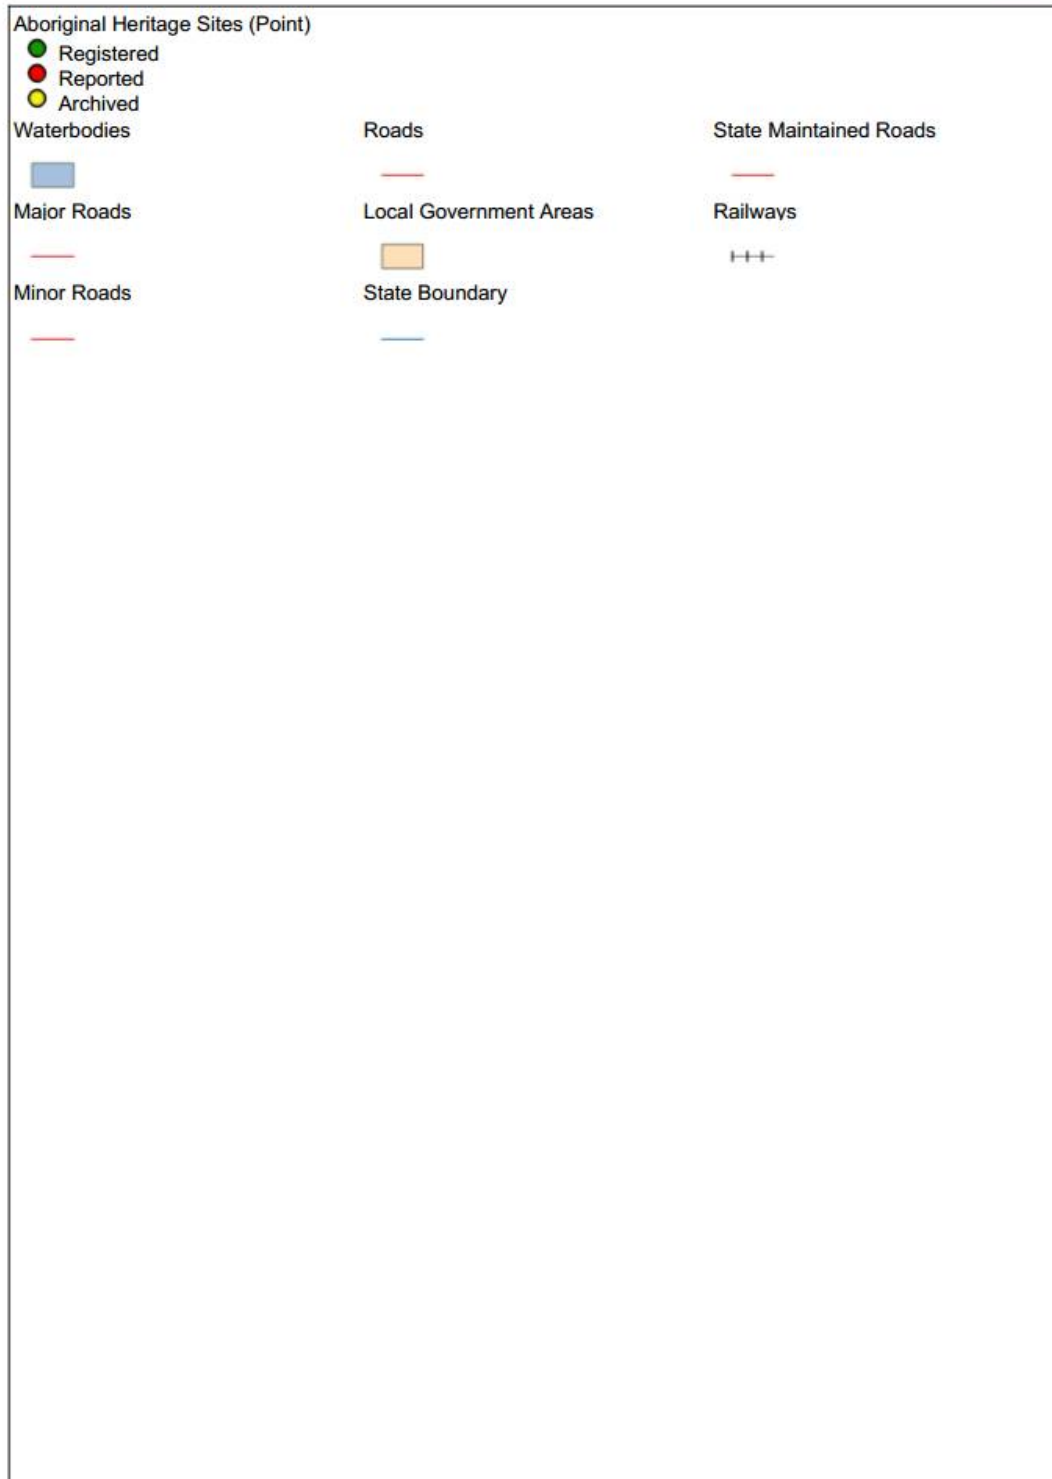 Aboriginal Heritage Sites (Point)
Registered
Reported
Archived
Waterbodies
Roads
State Maintained Roads
Major Roads
Local Government Areas
Railways
Minor Roads
State Boundary